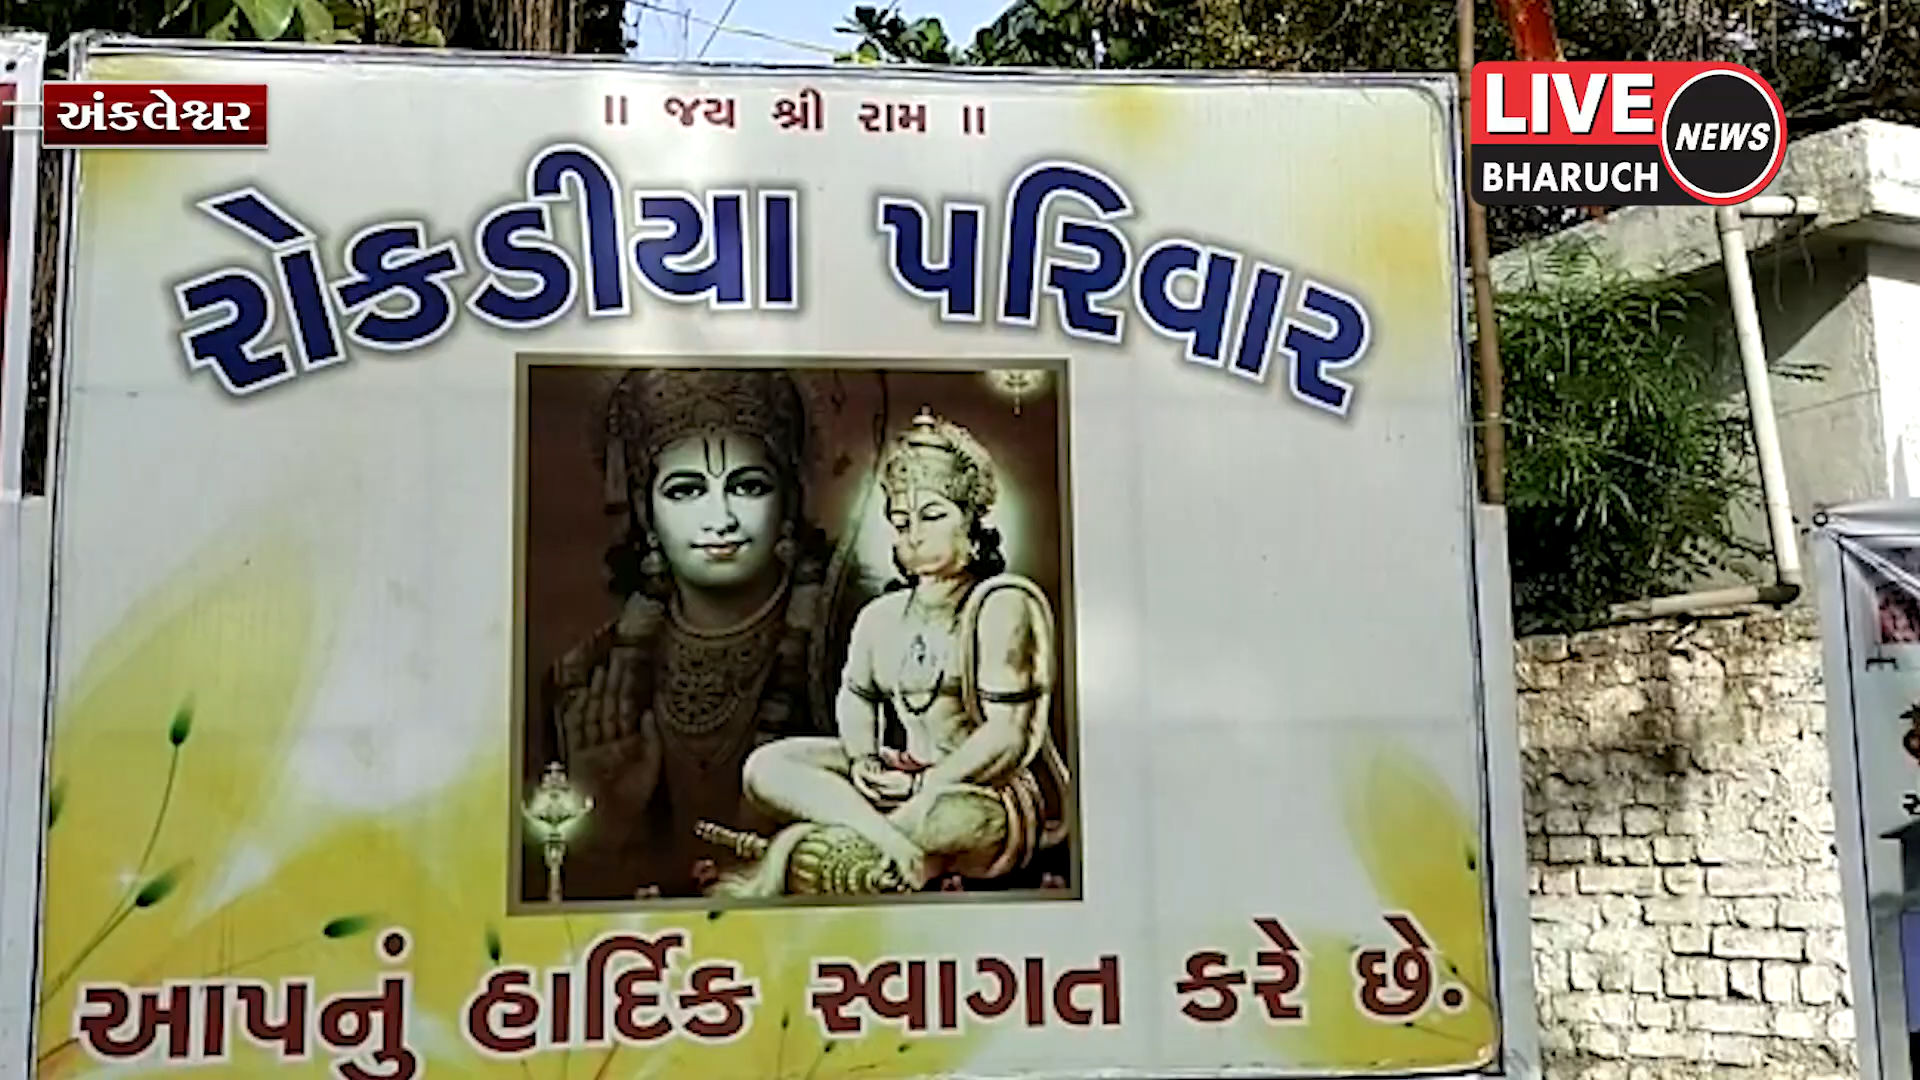 અંકલેશ્વર
LIVE
NEWS
BHARUCH
॥ જય શ્રી રામ ॥
રોકડીયા પરિવાર
આપનું હાર્દિક સ્વાગત કરે છે.